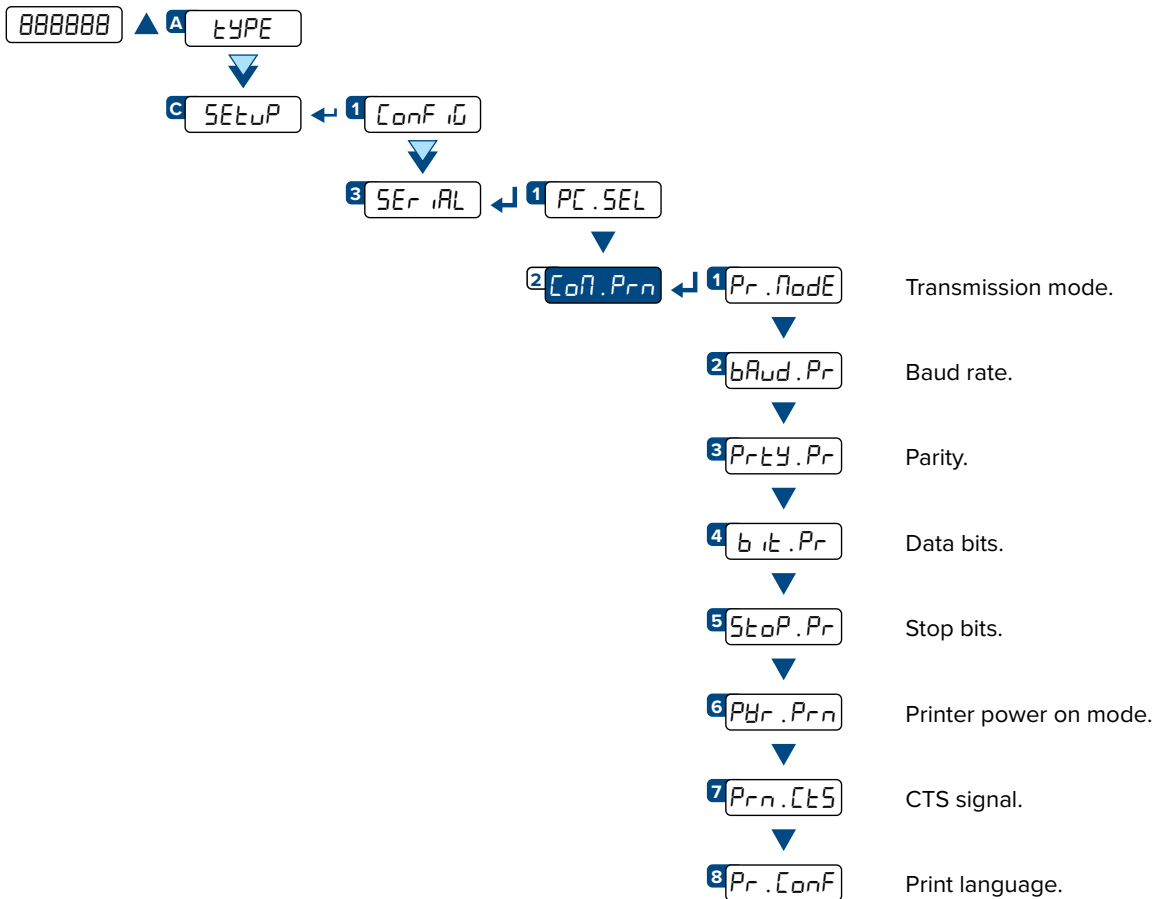 888888 A tYPE
C SEtuP 1 ConFiG
3 SEriAL 1 PC.SEL
2 CoM.Prn 1 Pr.ModE Transmission mode.
2 bAud.Pr Baud rate.
3 PrtY.Pr Parity.
4 bit.Pr Data bits.
5 StoP.Pr Stop bits.
6 PWr.Prn Printer power on mode.
7 Prn.CtS CTS signal.
8 Pr.ConF Print language.